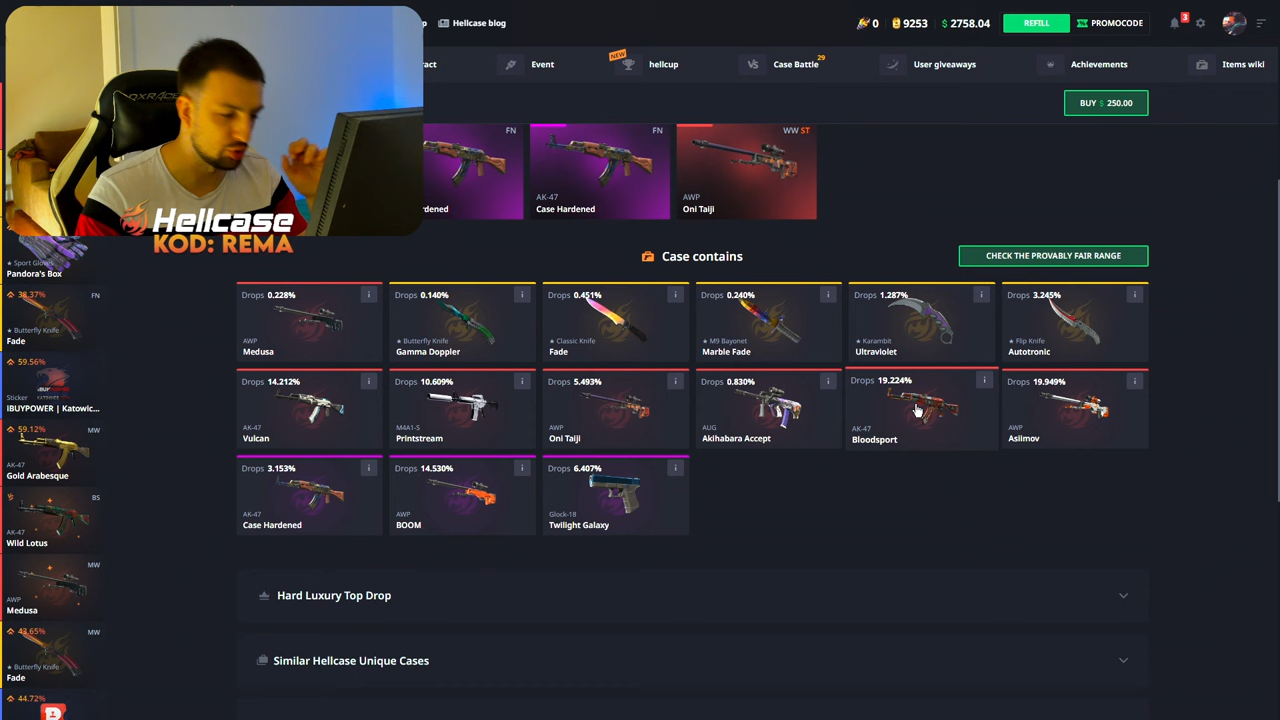 p
Hellcase blog
0
9253
$ 2758.04
REFILL
PROMOCODE
3
ract
Event
NEW
hellcup
VS
Case Battle
29
User giveaways
Achievements
Items wiki
BUY $ 250.00
FN
FN
WW ST
AK-47
AWP
rdened
Case Hardened
Oni Taiji
Hellcase
KOD: REMA
Case contains
CHECK THE PROVABLY FAIR RANGE
★ Sport Gloves
Pandora's Box
38.37%
FN
★ Butterfly Knife
Fade
59.56%
Sticker
iBUYPOWER | Katowic...
59.12%
MW
AK-47
Gold Arabesque
BS
AK-47
Wild Lotus
MW
AWP
Medusa
43.65%
MW
★ Butterfly Knife
Fade
44.72%
Drops 0.228%
AWP
Medusa
Drops 0.140%
★ Butterfly Knife
Gamma Doppler
Drops 0.451%
★ Classic Knife
Fade
Drops 0.240%
★ M9 Bayonet
Marble Fade
Drops 1.287%
★ Karambit
Ultraviolet
Drops 3.245%
★ Flip Knife
Autotronic
Drops 14.212%
AK-47
Vulcan
Drops 10.609%
M4A1-S
Printstream
Drops 5.493%
AWP
Oni Taiji
Drops 0.830%
AUG
Akihabara Accept
Drops 19.224%
AK-47
Bloodsport
Drops 19.949%
AWP
Asiimov
Drops 3.153%
AK-47
Case Hardened
Drops 14.530%
AWP
BOOM
Drops 6.407%
Glock-18
Twilight Galaxy
Hard Luxury Top Drop
Similar Hellcase Unique Cases